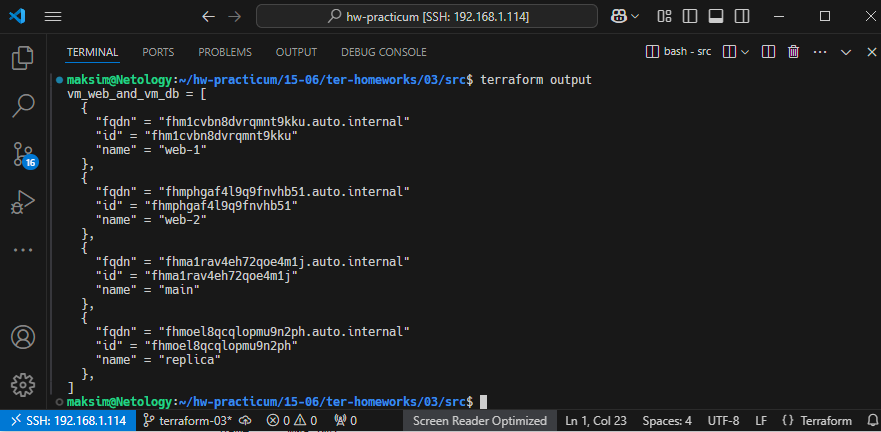 hw-practicum [SSH: 192.168.1.114]
TERMINAL PORTS PROBLEMS OUTPUT DEBUG CONSOLE bash - src
maksim@Netology:~/hw-practicum/15-06/ter-homeworks/03/src$ terraform output
vm_web_and_vm_db = [
  {
    "fqdn" = "fhm1cvbn8dvrqmnt9kku.auto.internal"
    "id" = "fhm1cvbn8dvrqmnt9kku"
    "name" = "web-1"
  },
  {
    "fqdn" = "fhmphgaf4l9q9fnvhb51.auto.internal"
    "id" = "fhmphgaf4l9q9fnvhb51"
    "name" = "web-2"
  },
  {
    "fqdn" = "fhma1rav4eh72qoe4m1j.auto.internal"
    "id" = "fhma1rav4eh72qoe4m1j"
    "name" = "main"
  },
  {
    "fqdn" = "fhmoel8qcqlopmu9n2ph.auto.internal"
    "id" = "fhmoel8qcqlopmu9n2ph"
    "name" = "replica"
  },
]
maksim@Netology:~/hw-practicum/15-06/ter-homeworks/03/src$
16
SSH: 192.168.1.114 terraform-03* 0 0 0 Screen Reader Optimized Ln 1, Col 23 Spaces: 4 UTF-8 LF {} Terraform